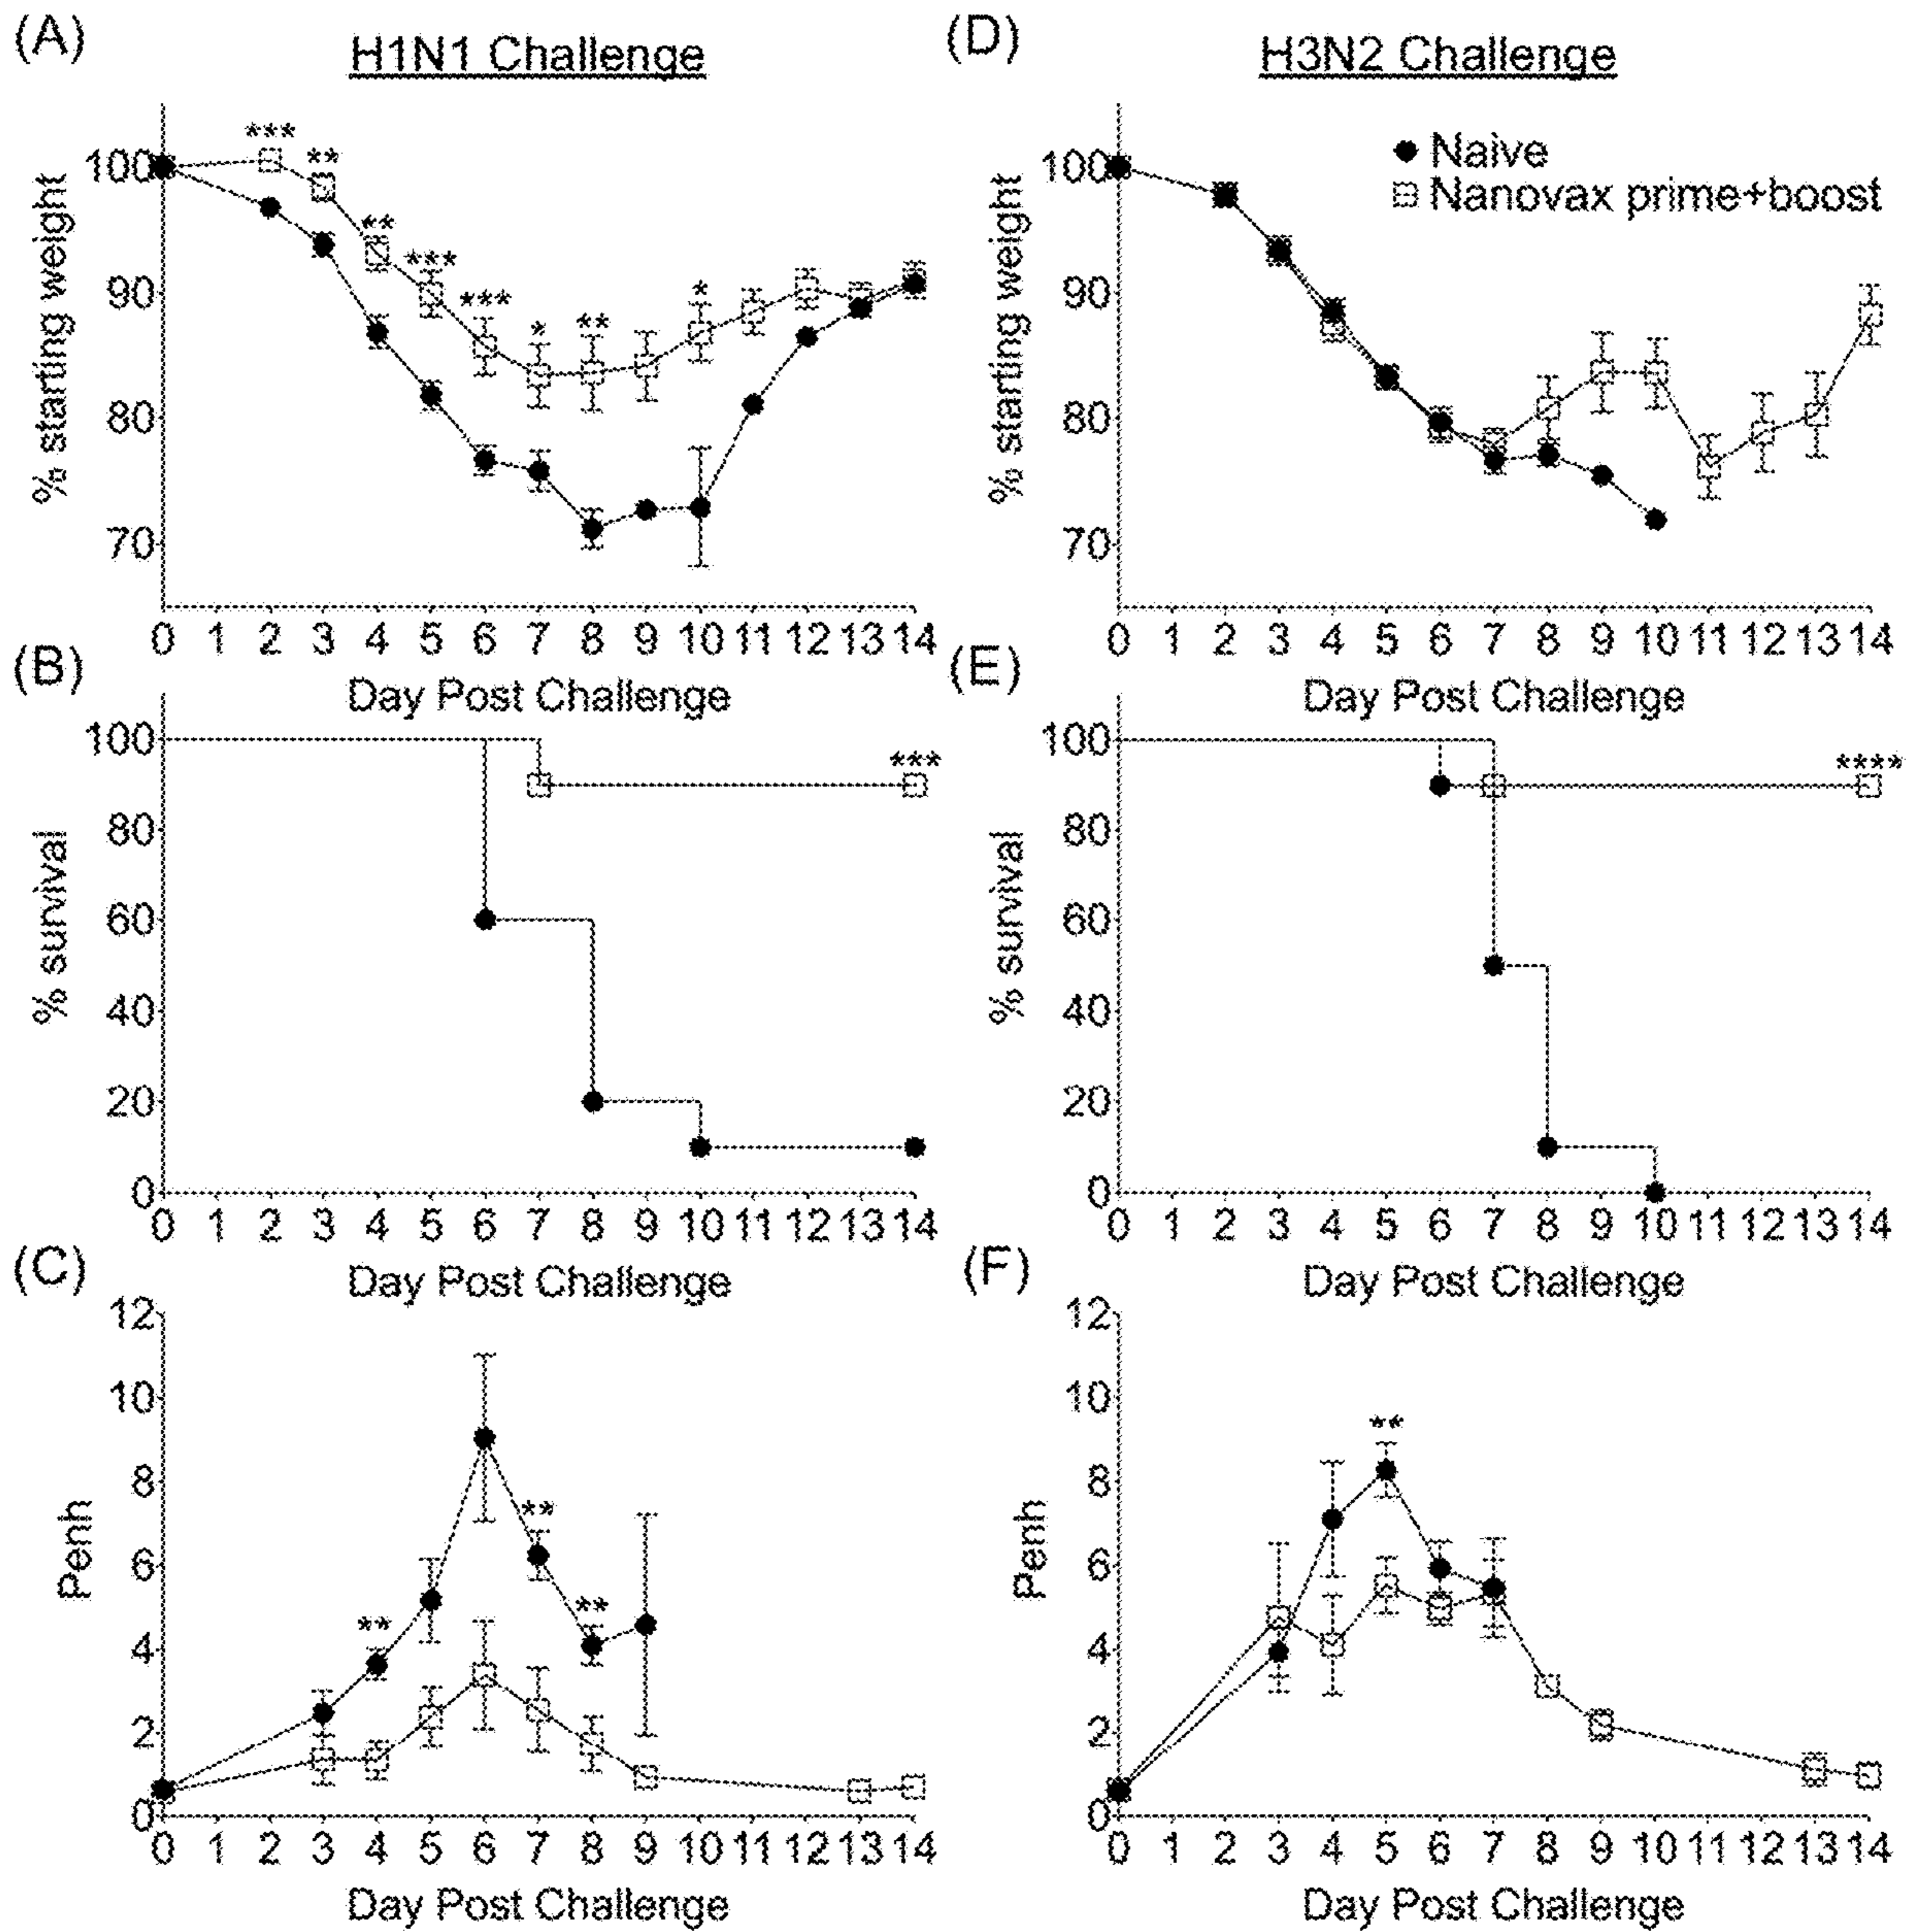 (A)
H1N1 Challenge
(D)
H3N2 Challenge
Naive
Nanovax prime+boost
% starting weight
100
90
80
70
*** ** ** *** *** * ** *
0 1 2 3 4 5 6 7 8 9 10 11 12 13 14
Day Post Challenge
% starting weight
100
90
80
70
0 1 2 3 4 5 6 7 8 9 10 11 12 13 14
Day Post Challenge
(B)
% survival
100
80
60
40
20
0
***
0 1 2 3 4 5 6 7 8 9 10 11 12 13 14
Day Post Challenge
(E)
% survival
100
80
60
40
20
0
****
0 1 2 3 4 5 6 7 8 9 10 11 12 13 14
Day Post Challenge
(C)
Penh
12
10
8
6
4
2
0
** ** **
0 1 2 3 4 5 6 7 8 9 10 11 12 13 14
Day Post Challenge
(F)
Penh
12
10
8
6
4
2
0
**
0 1 2 3 4 5 6 7 8 9 10 11 12 13 14
Day Post Challenge